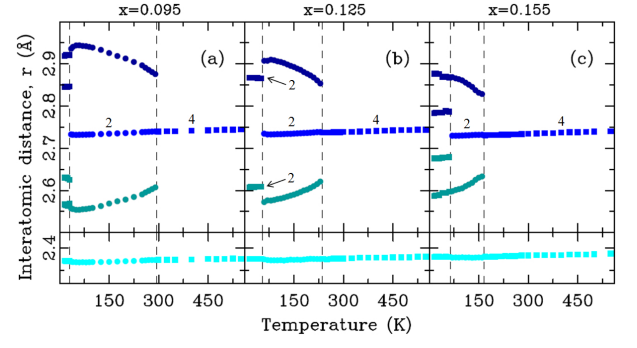 x=0.095 x=0.125 x=0.155
Interatomic distance, r (Å)
2.9
2.8
2.7
2.6
2.4
(a) (b) (c)
2 4 2 4 2 4
2
2
150 300 450 150 300 450 150 300 450
Temperature (K)